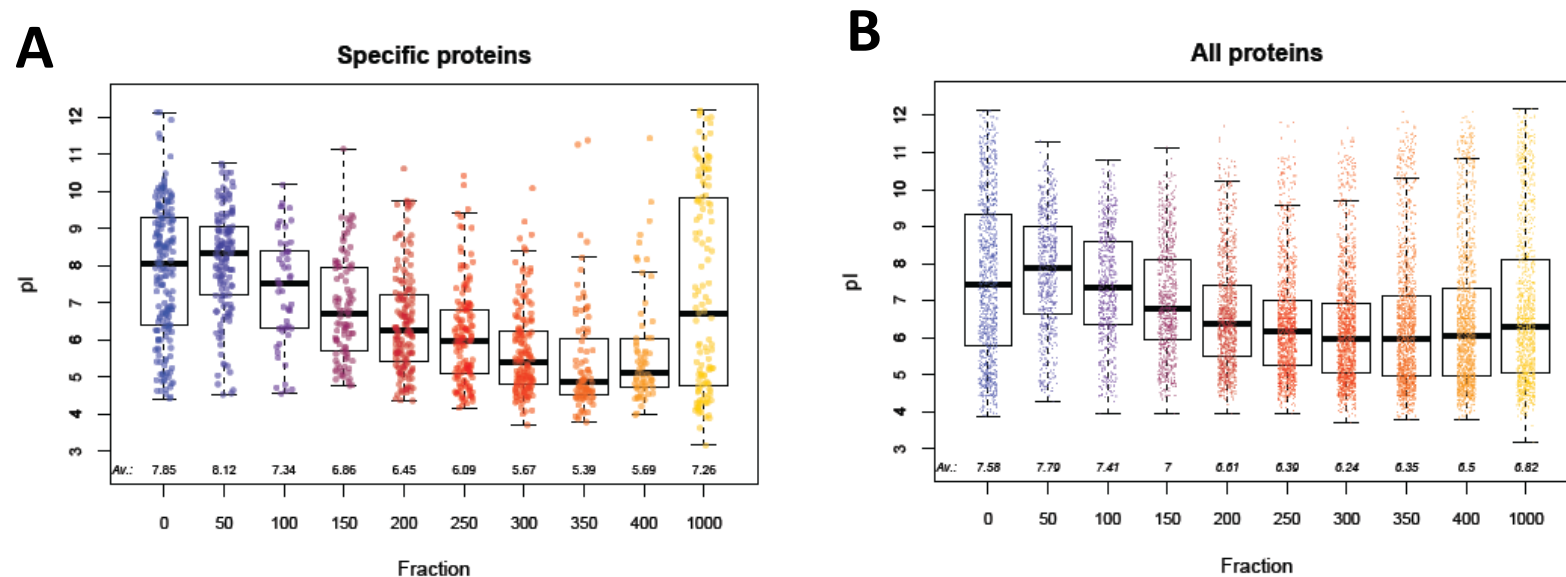 A
Specific proteins
pI
12
11
10
9
8
7
6
5
4
3
Av.: 7.85 8.12 7.34 6.86 6.45 6.09 5.67 5.39 5.69 7.26
0 50 100 150 200 250 300 350 400 1000
Fraction
B
All proteins
pI
12
11
10
9
8
7
6
5
4
3
Av.: 7.58 7.79 7.41 7 6.61 6.39 6.24 6.35 6.5 6.82
0 50 100 150 200 250 300 350 400 1000
Fraction